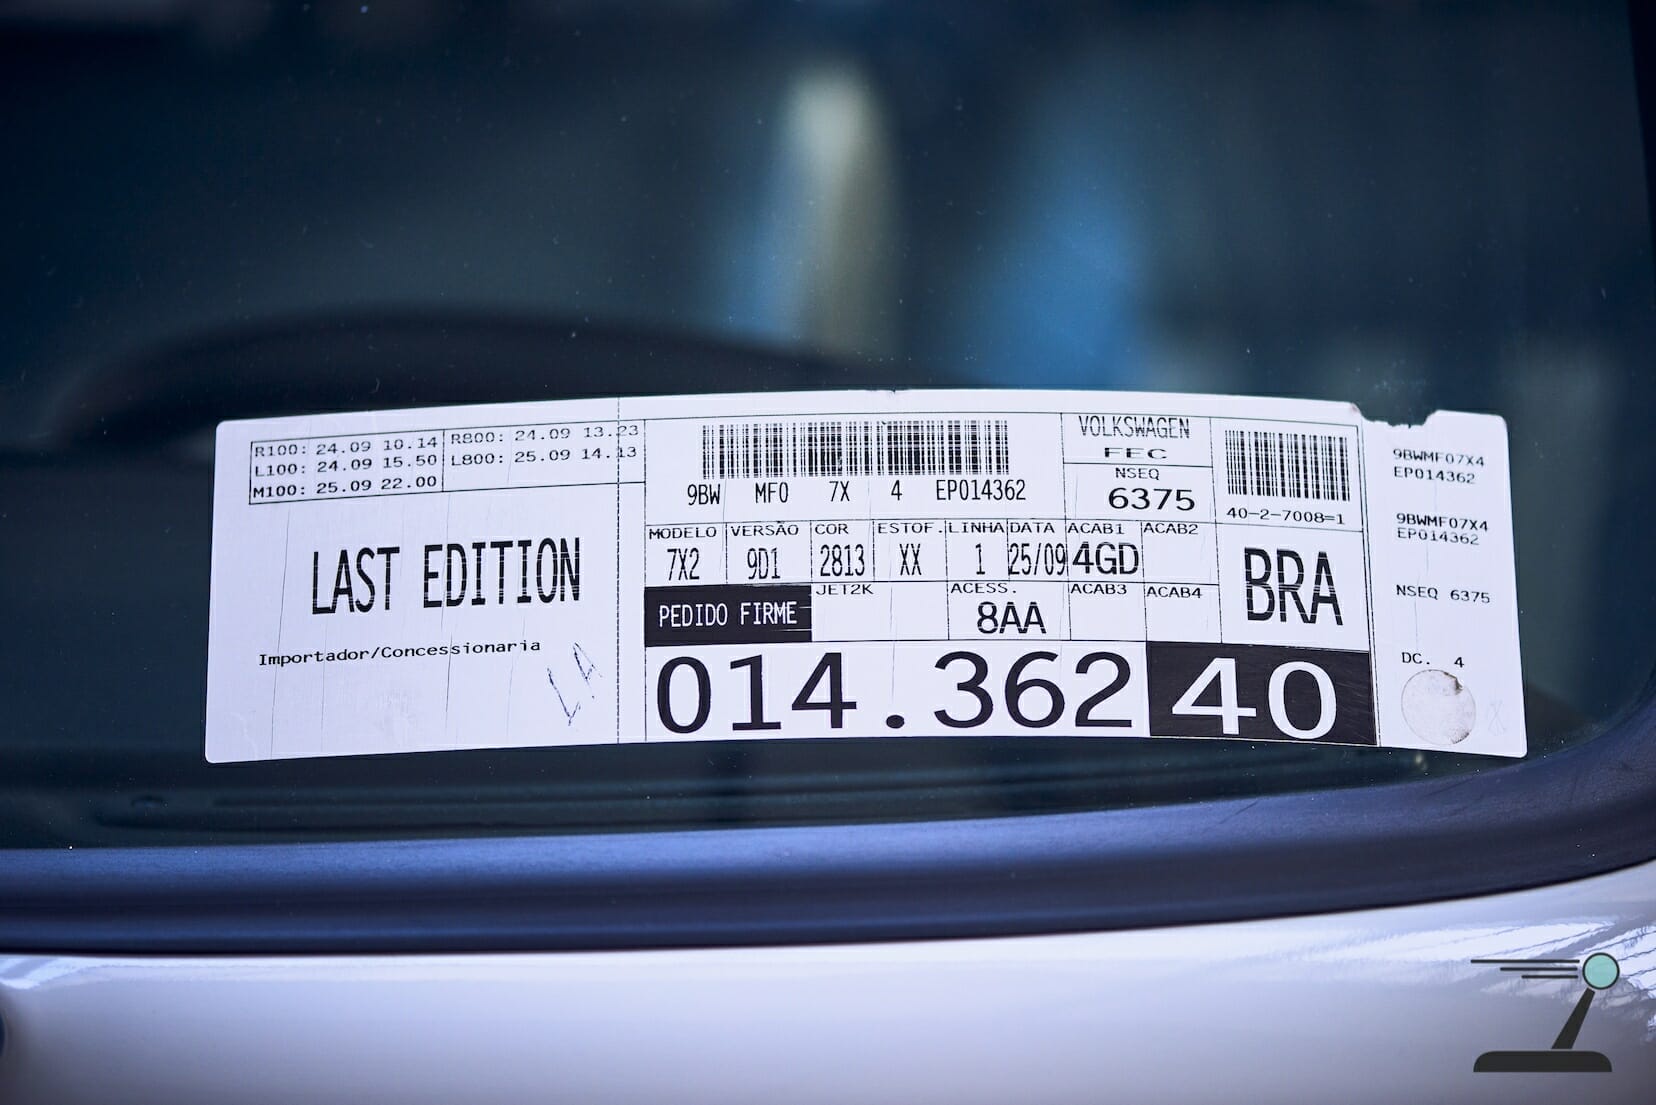 R100: 24.09 10.14 R800: 24.09 13.23
L100: 24.09 15.50 L800: 25.09 14.13
M100: 25.09 22.00
LAST EDITION
Importador/Concessionaria
LA
9BW MF0 7X 4 EP014362
VOLKSWAGEN
FEC
NSEQ
6375
40-2-7008=1
MODELO VERSÃO COR ESTOF. LINHA DATA ACAB1 ACAB2
7X2 9D1 2813 XX 1 25/09 4GD
BRA
PEDIDO FIRME JET2K ACESS. ACAB3 ACAB4
8AA
014.362 40
9BWMF07X4
EP014362
9BWMF07X4
EP014362
NSEQ 6375
DC. 4